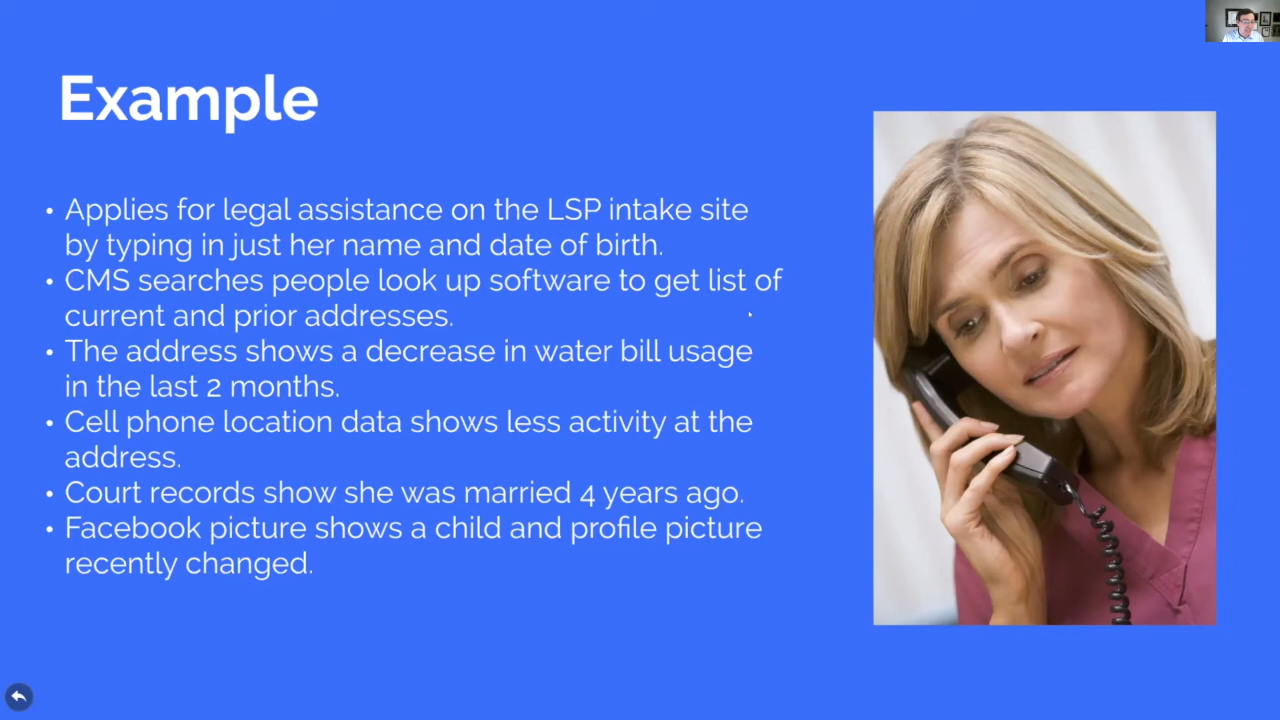 Example
• Applies for legal assistance on the LSP intake site
by typing in just her name and date of birth.
• CMS searches people look up software to get list of
current and prior addresses.
• The address shows a decrease in water bill usage
in the last 2 months.
• Cell phone location data shows less activity at the
address.
• Court records show she was married 4 years ago.
• Facebook picture shows a child and profile picture
recently changed.